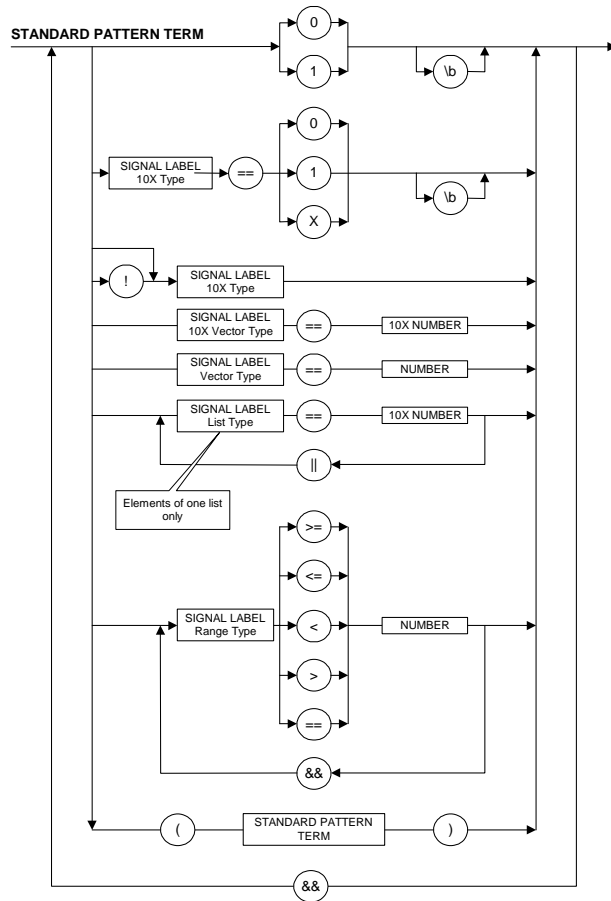 STANDARD PATTERN TERM
0
1
\b
SIGNAL LABEL
10X Type
==
0
1
X
\b
!
SIGNAL LABEL
10X Type
SIGNAL LABEL
10X Vector Type
==
10X NUMBER
SIGNAL LABEL
Vector Type
==
NUMBER
SIGNAL LABEL
List Type
==
10X NUMBER
||
Elements of one list
only
>=
<=
SIGNAL LABEL
Range Type
<
NUMBER
>
==
&&
(
STANDARD PATTERN
TERM
)
&&